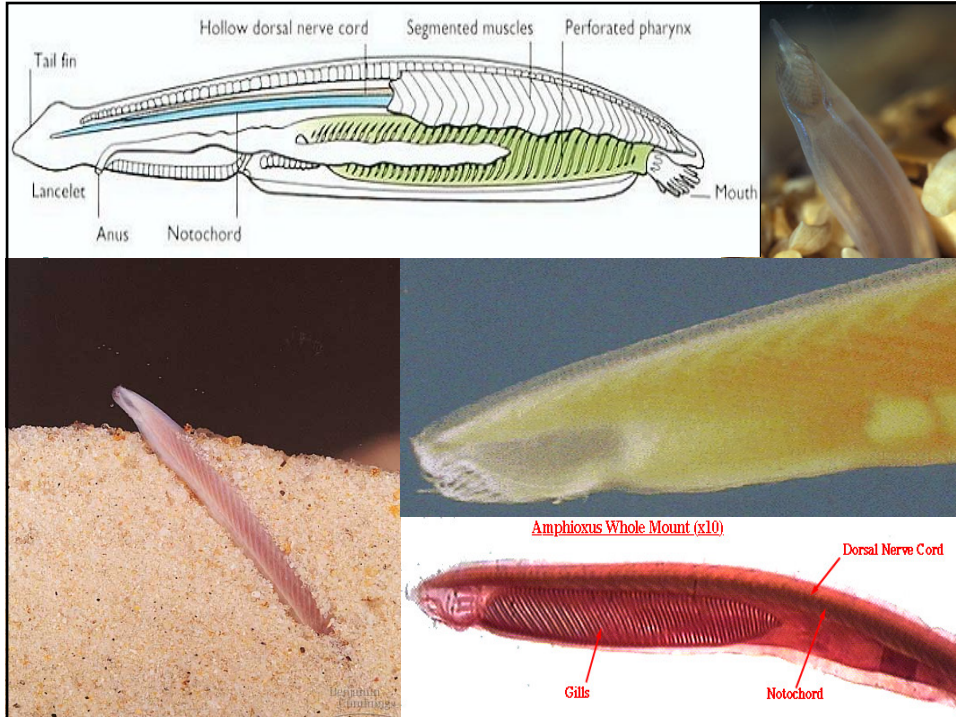 Hollow dorsal nerve cord
Segmented muscles
Perforated pharynx
Tail fin
Lancelet
Mouth
Anus
Notochord
Amphioxus Whole Mount (x10)
Dorsal Nerve Cord
Gills
Notochord
Benjamin